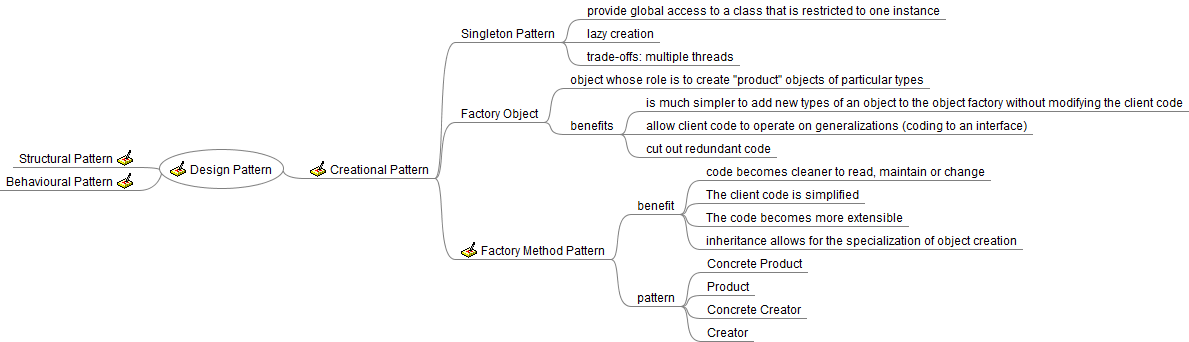 Structural Pattern
Behavioural Pattern
Design Pattern
Creational Pattern
Singleton Pattern
provide global access to a class that is restricted to one instance
lazy creation
trade-offs: multiple threads
Factory Object
object whose role is to create "product" objects of particular types
benefits
is much simpler to add new types of an object to the object factory without modifying the client code
allow client code to operate on generalizations (coding to an interface)
cut out redundant code
Factory Method Pattern
benefit
code becomes cleaner to read, maintain or change
The client code is simplified
The code becomes more extensible
inheritance allows for the specialization of object creation
pattern
Concrete Product
Product
Concrete Creator
Creator